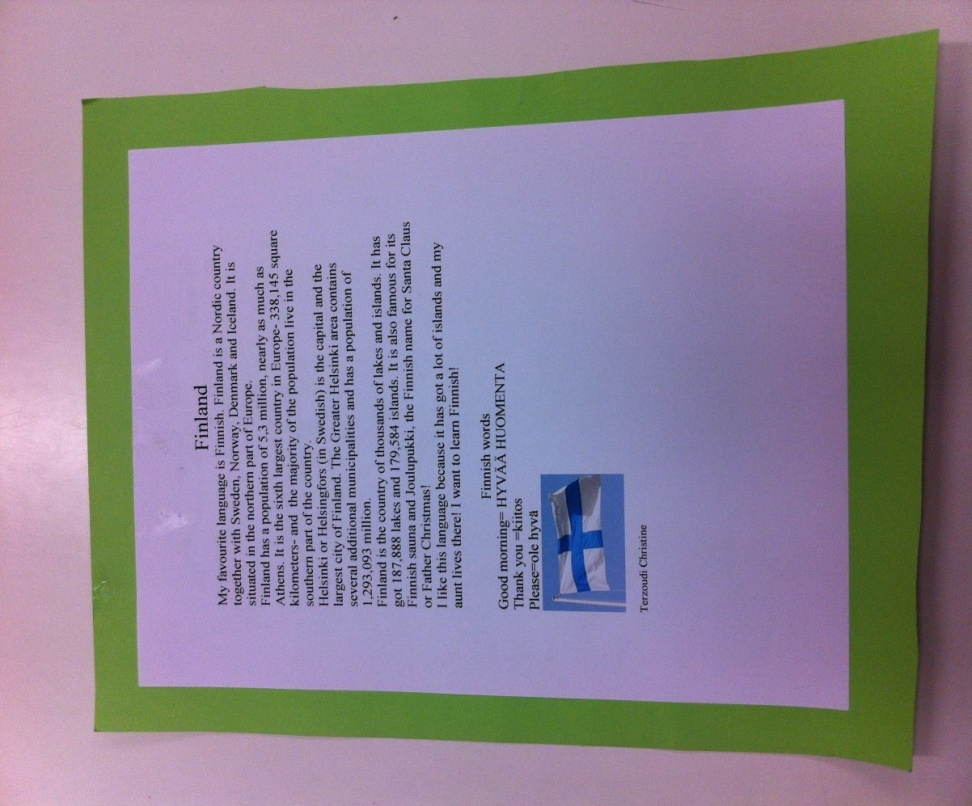 Finland
My favourite language is Finnish. Finland is a Nordic country
together with Sweden, Norway, Denmark and Iceland. It is
situated in the northern part of Europe.
Finland has a population of 5,3 million, nearly as much as
Athens. It is the sixth largest country in Europe- 338,145 square
kilometers- and the majority of the population live in the
southern part of the country.
Helsinki or Helsingfors (in Swedish) is the capital and the
largest city of Finland. The Greater Helsinki area contains
several additional municipalities and has a population of
1,293,093 million.
Finland is the country of thousands of lakes and islands. It has
got 187,888 lakes and 179,584 islands. It is also famous for its
Finnish sauna and Joulupukki, the Finnish name for Santa Claus
or Father Christmas!
I like this language because it has got a lot of islands and my
aunt lives there! I want to learn Finnish!
Finnish words
Good morning= HYVÄÄ HUOMENTA
Thank you =kiitos
Please=ole hyvä
Terzoudi Christine